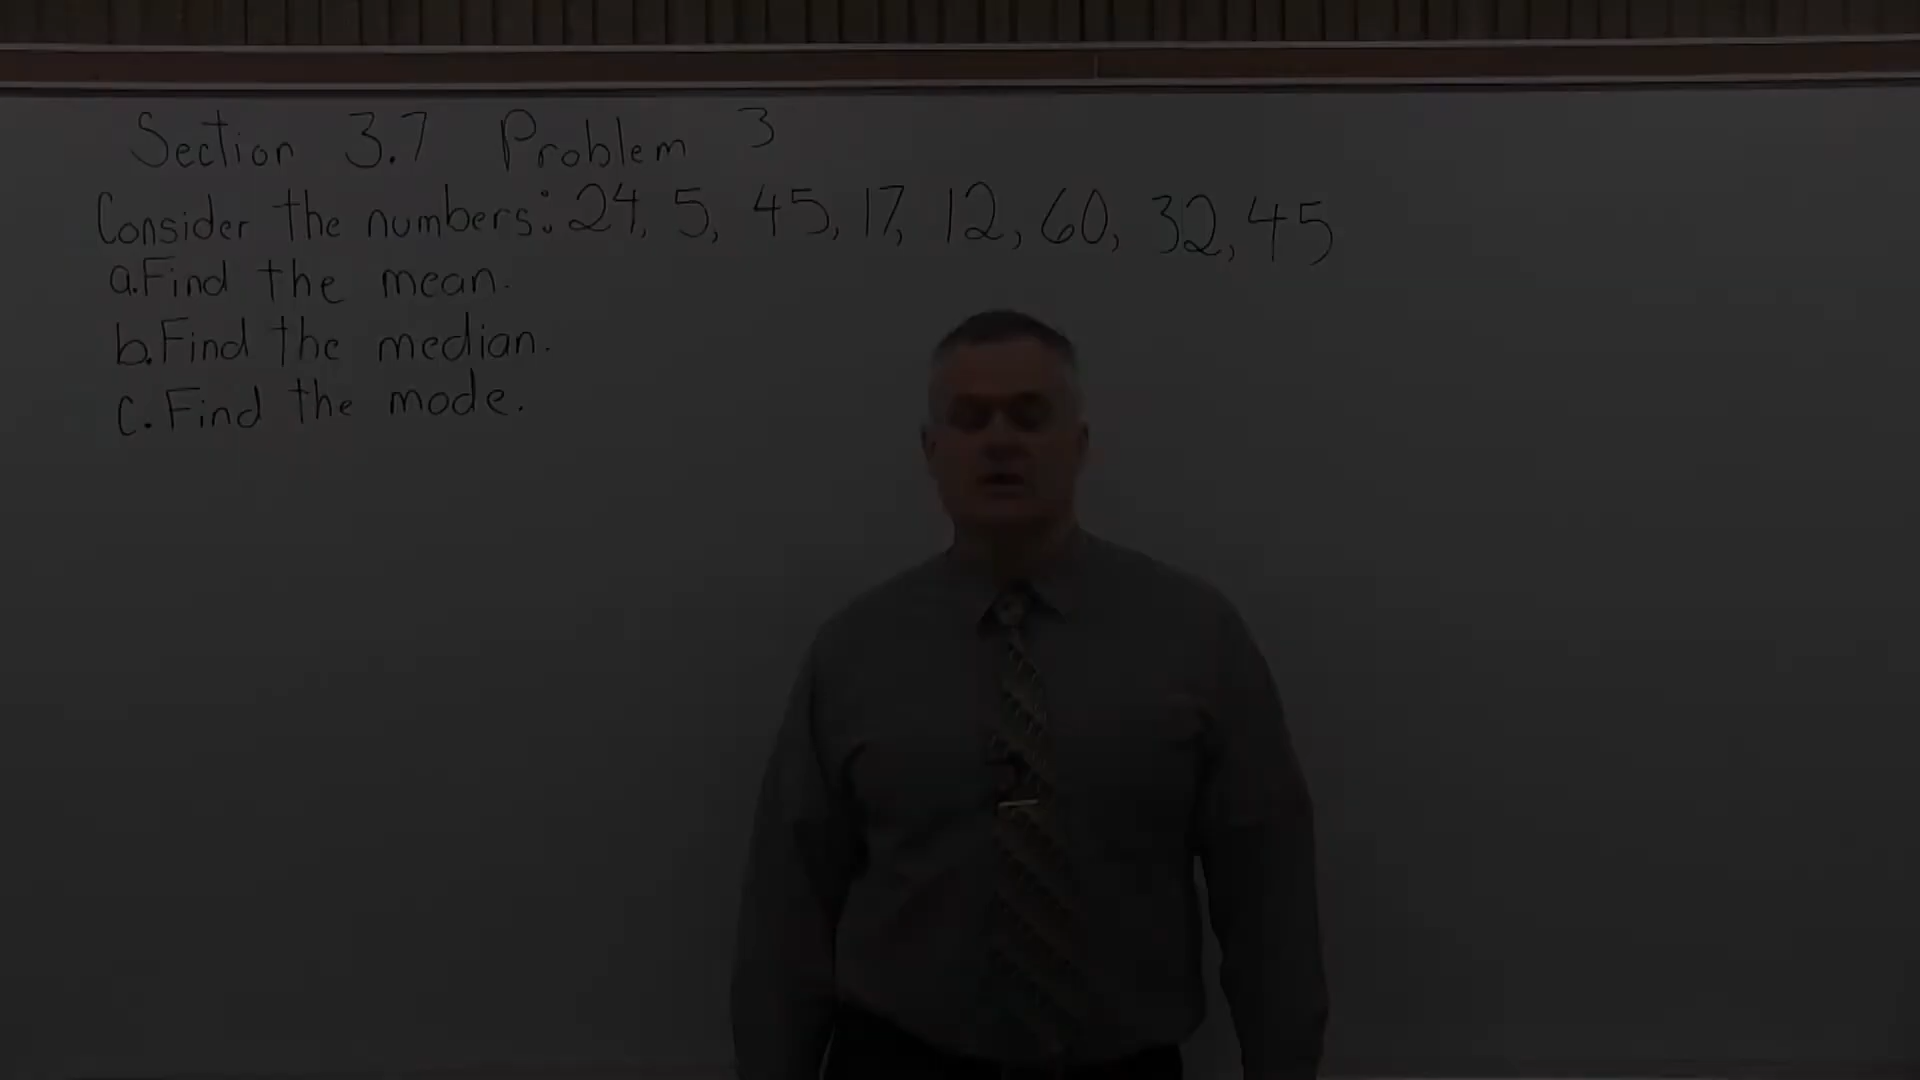 Section 3.7 Problem 3
Consider the numbers: 24, 5, 45, 17, 12, 60, 32, 45
a. Find the mean.
b. Find the median.
c. Find the mode.